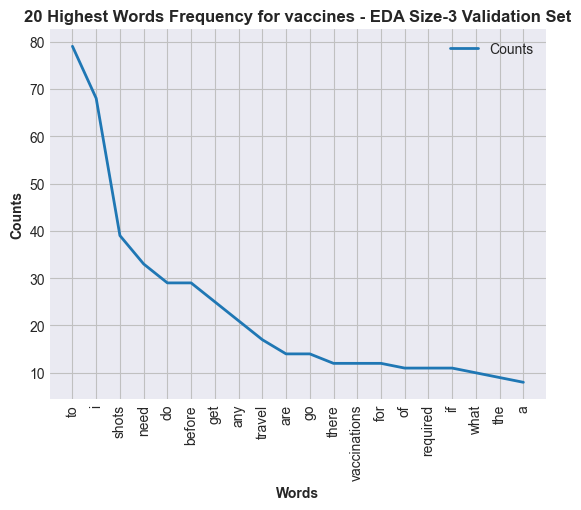 20 Highest Words Frequency for vaccines - EDA Size-3 Validation Set
Counts
80
70
60
50
40
30
20
10
Counts
to
i
shots
need
do
before
get
any
travel
are
go
there
vaccinations
for
of
required
if
what
the
a
Words